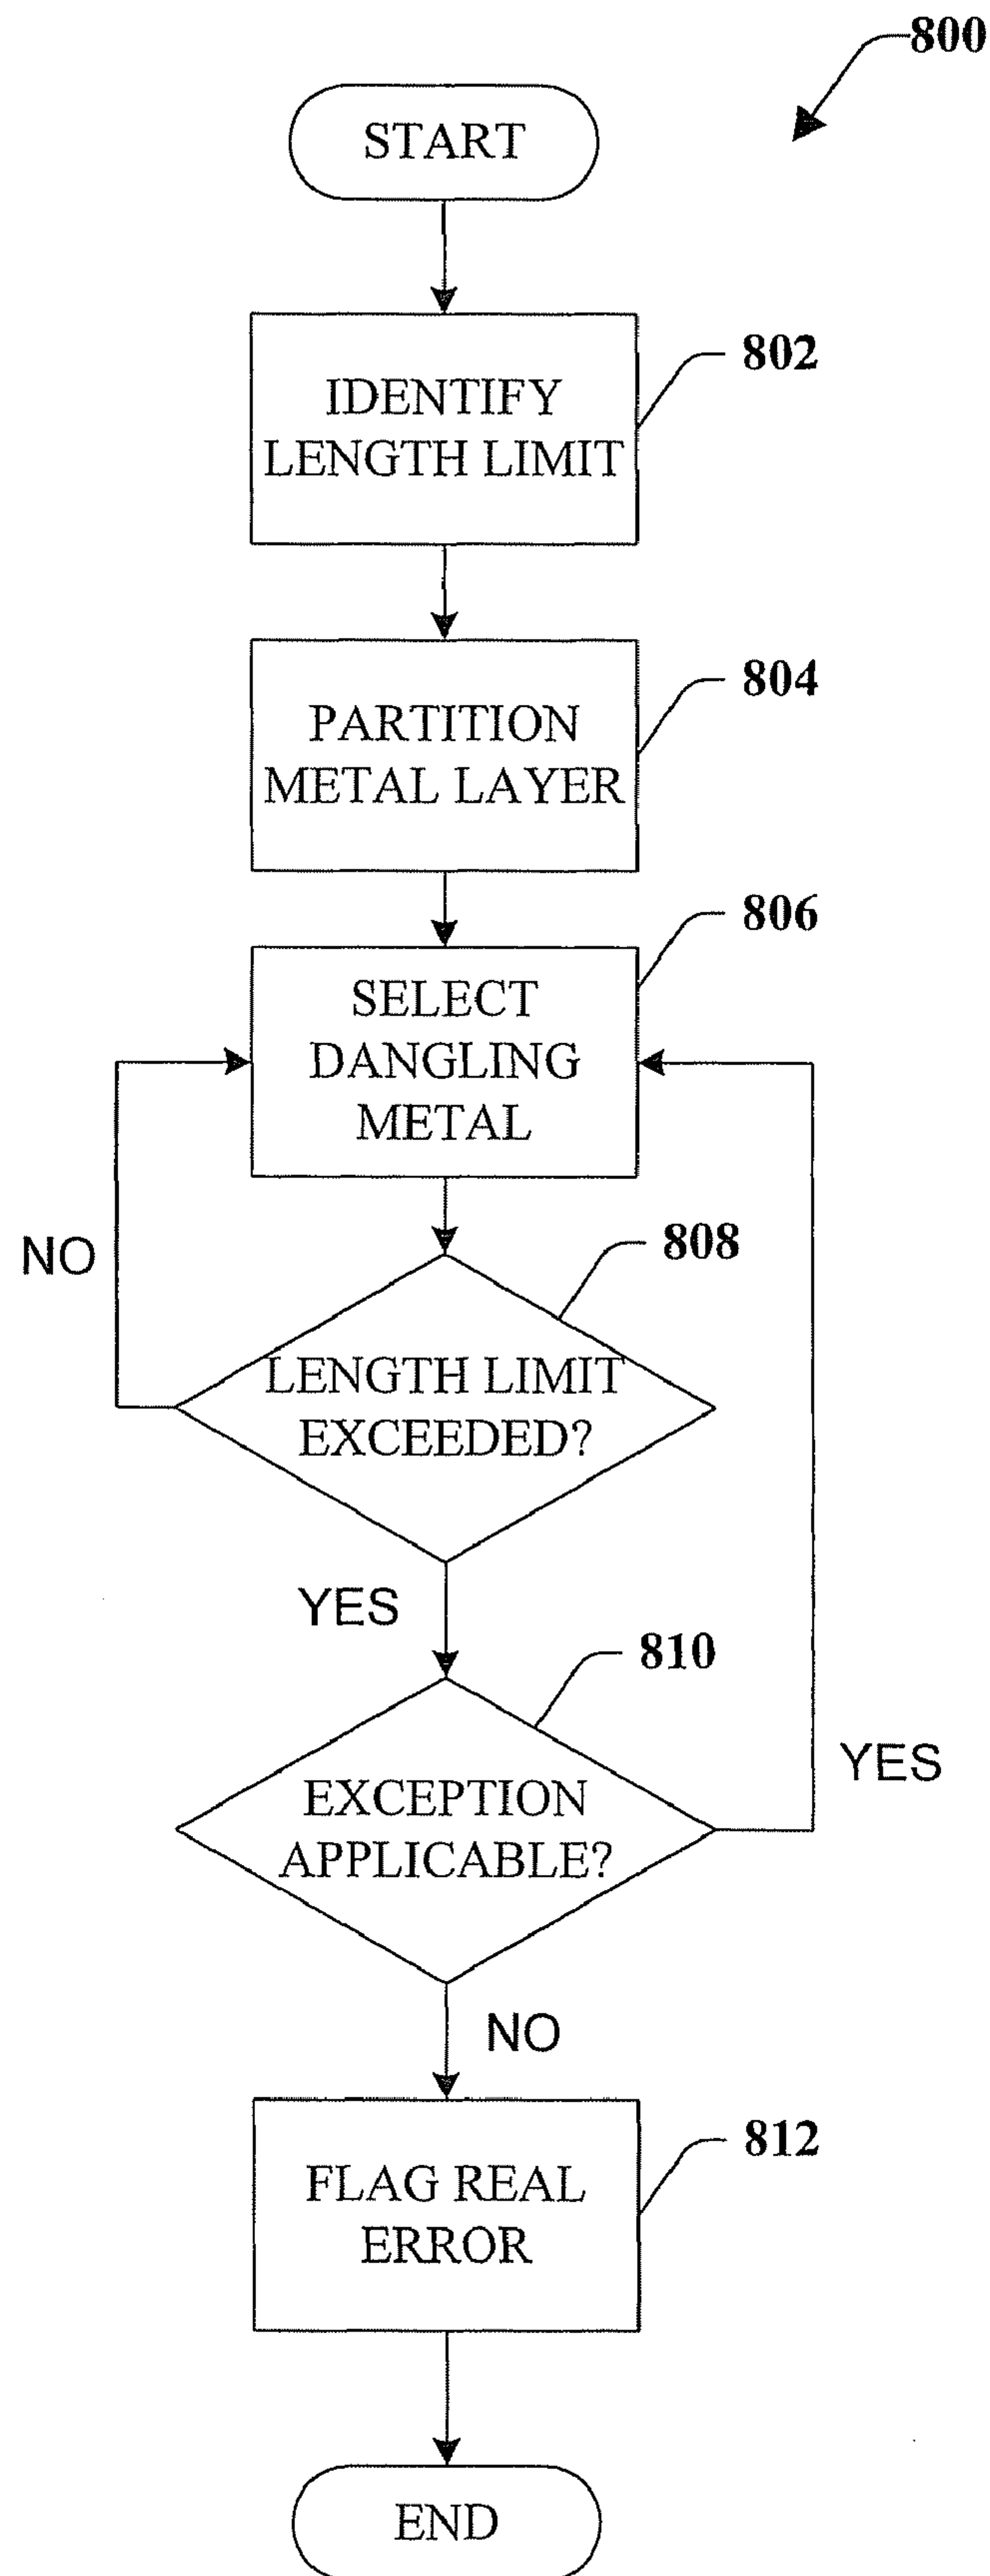 800
START
802
IDENTIFY
LENGTH LIMIT
804
PARTITION
METAL LAYER
806
SELECT
DANGLING
METAL
NO
808
LENGTH LIMIT
EXCEEDED?
YES
810
EXCEPTION
APPLICABLE?
YES
NO
812
FLAG REAL
ERROR
END